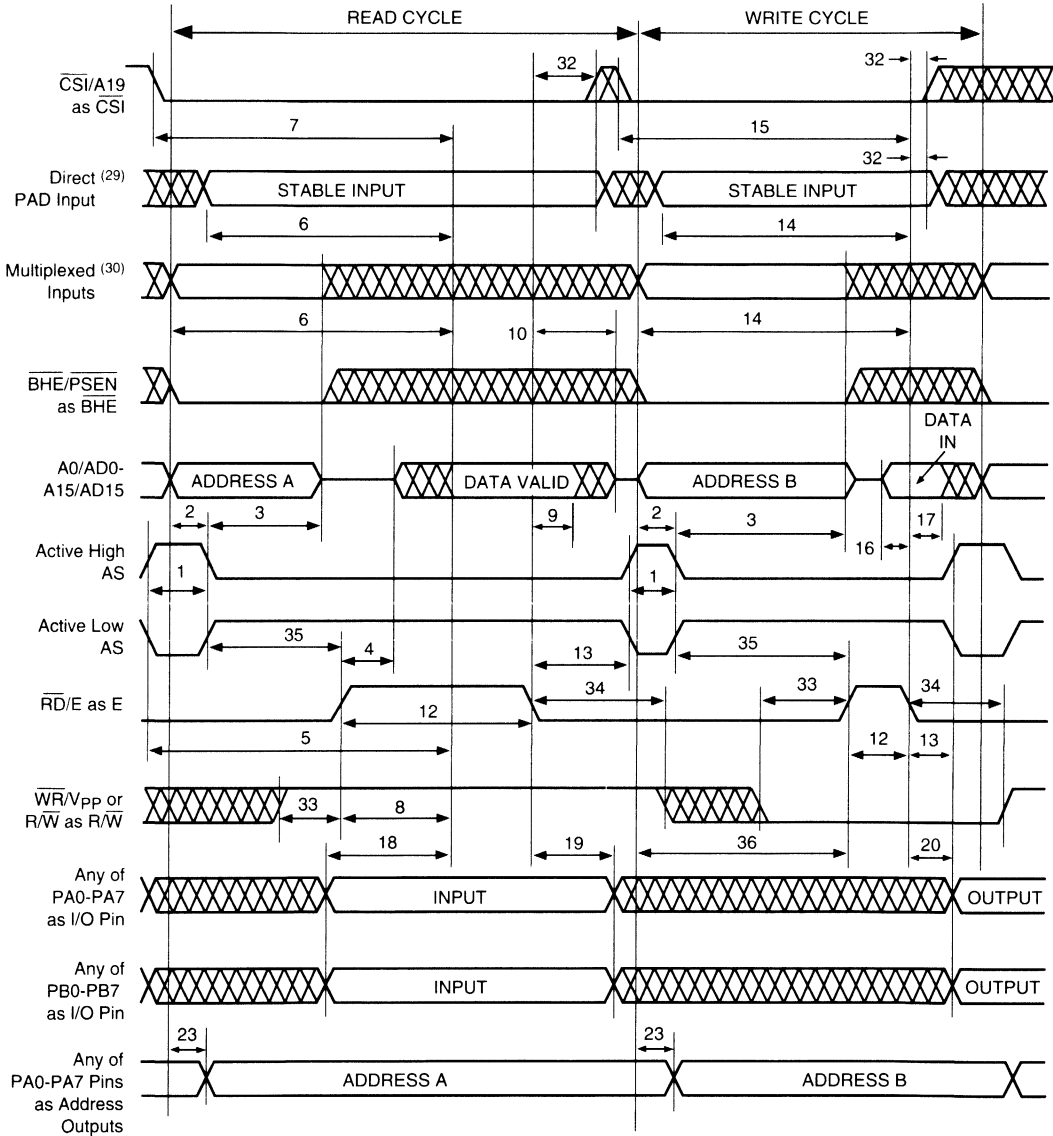 READ CYCLE WRITE CYCLE
32 32
CSI/A19
as CSI
7 15
32
Direct (29)
PAD Input
STABLE INPUT STABLE INPUT
6 14
Multiplexed (30)
Inputs
6 10 14
BHE/PSEN
as BHE
DATA
IN
A0/AD0-
A15/AD15
ADDRESS A DATA VALID ADDRESS B
2 3 9 2 3 16 17
Active High
AS
1 1
Active Low
AS
35 4 13 35
34 33 34
RD/E as E
12 12 13
5
WR/VPP or
R/W as R/W
33 8
18 19 36 20
Any of
PA0-PA7
as I/O Pin
INPUT OUTPUT
Any of
PB0-PB7
as I/O Pin
INPUT OUTPUT
23 23
Any of
PA0-PA7 Pins
as Address
Outputs
ADDRESS A ADDRESS B